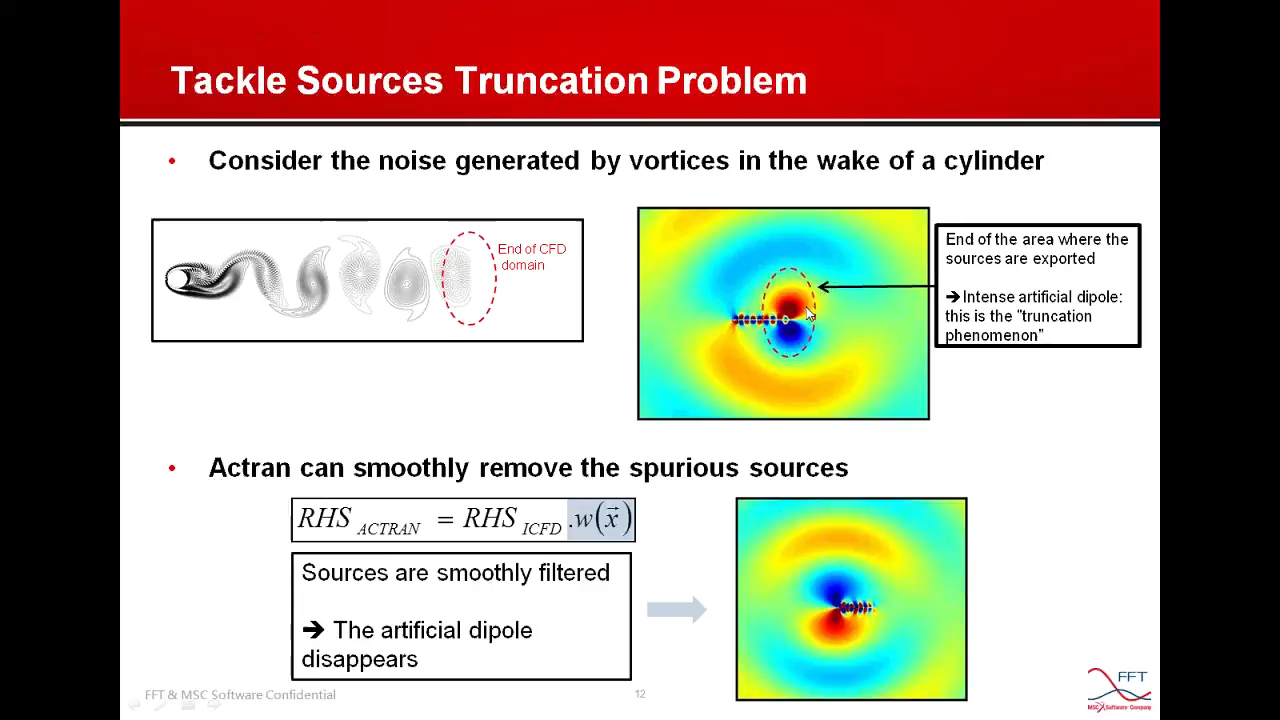 Tackle Sources Truncation Problem
• Consider the noise generated by vortices in the wake of a cylinder
End of CFD
domain
End of the area where the
sources are exported
➔ Intense artificial dipole:
this is the "truncation
phenomenon"
• Actran can smoothly remove the spurious sources
RHS ACTRAN = RHS ICFD .w(x⃗)
Sources are smoothly filtered
➔ The artificial dipole
disappears
FFT & MSC Software Confidential
12
FFT
MSC Software Company